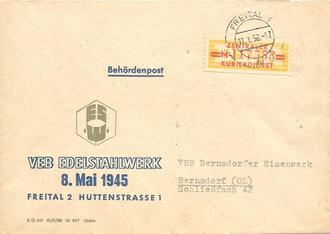 FREITAL 1
ZENTRALER
KURIERDIENST
Behördenpost
VEB EDELSTAHLWERK
8. Mai 1945
FREITAL 2 HUTTENSTRASSE 1
VEB Bernsdorfer Eisenwerk
Bernsdorf (OL)
Schließfach 42